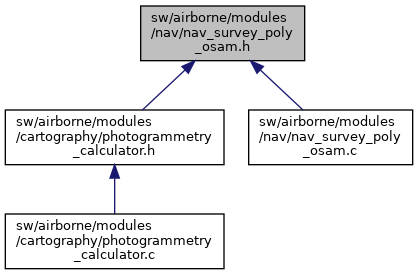 sw/airborne/modules
/nav/nav_survey_poly
_osam.h
sw/airborne/modules
/cartography/photogrammetry
_calculator.h
sw/airborne/modules
/nav/nav_survey_poly
_osam.c
sw/airborne/modules
/cartography/photogrammetry
_calculator.c